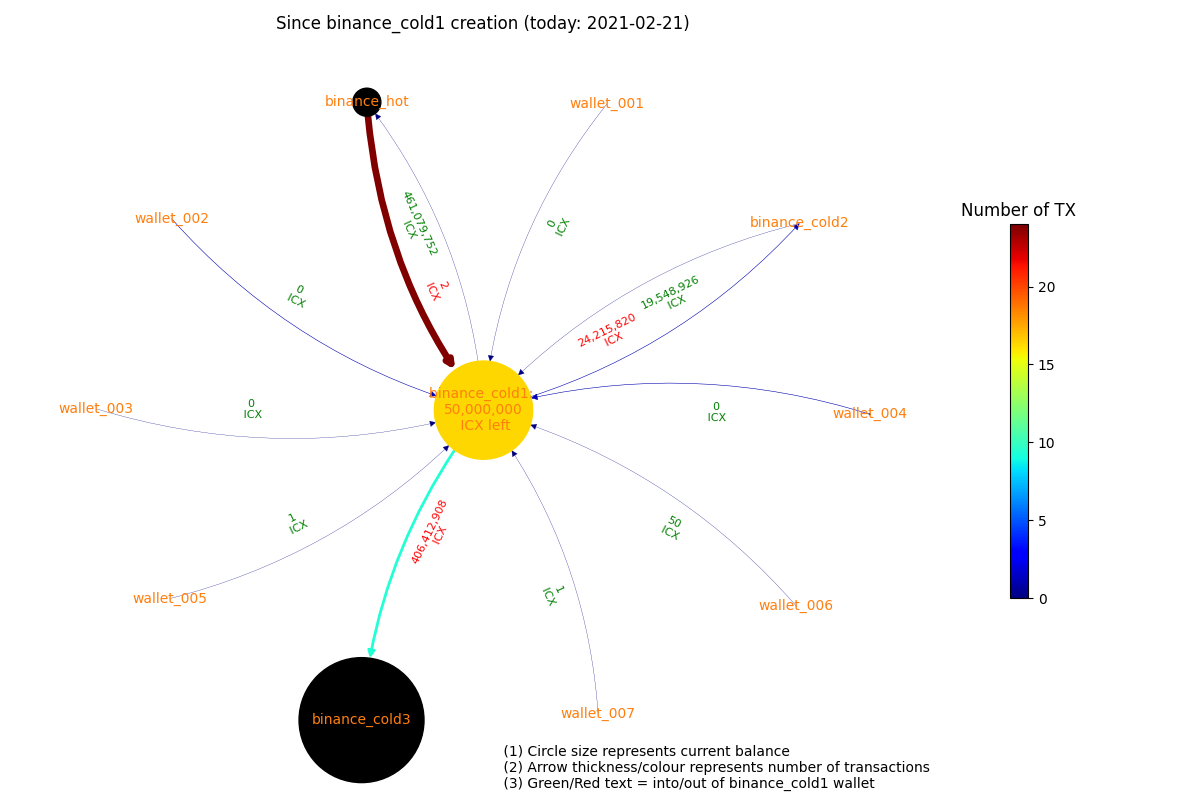 Since binance_cold1 creation (today: 2021-02-21)
binance_hot
wallet_001
wallet_002
binance_cold2
461,079,752
ICX
0
ICX
2
ICX
0
ICX
19,548,926
ICX
24,215,820
ICX
binance_cold1:
50,000,000
ICX left
wallet_003
0
ICX
0
ICX
wallet_004
1
ICX
406,412,908
ICX
50
ICX
1
ICX
wallet_005
wallet_006
binance_cold3
wallet_007
Number of TX
20
15
10
5
0
(1) Circle size represents current balance
(2) Arrow thickness/colour represents number of transactions
(3) Green/Red text = into/out of binance_cold1 wallet